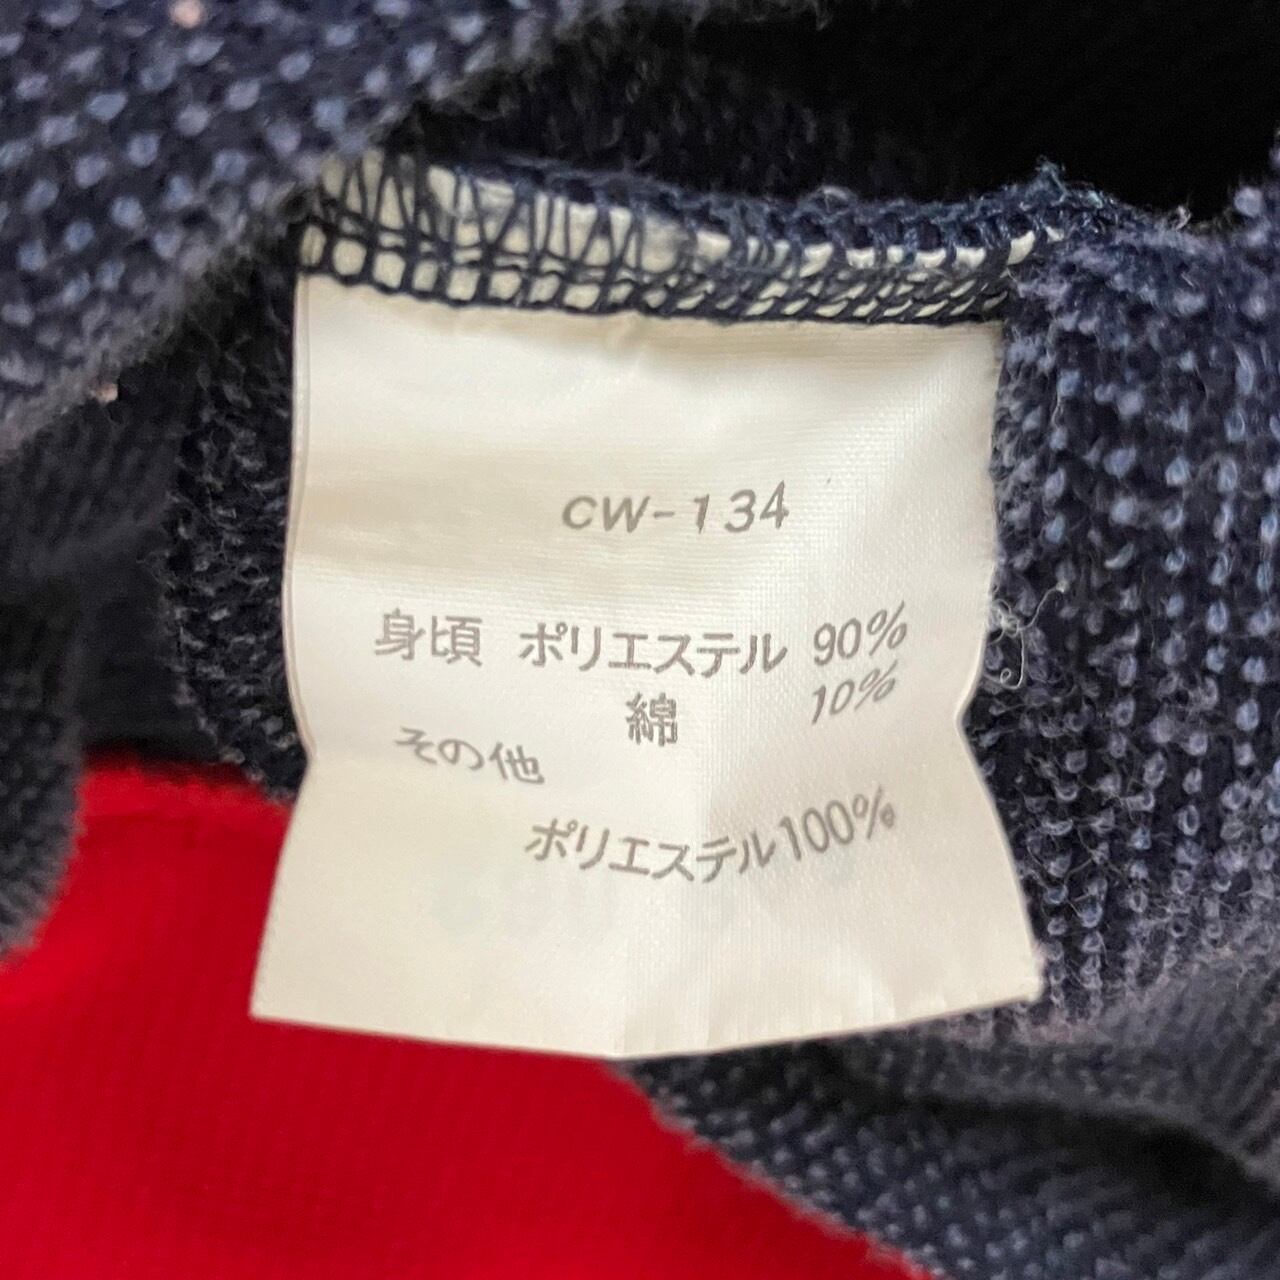 CW-134
身頃 ポリエステル 90%
綿 10%
その他
ポリエステル100%